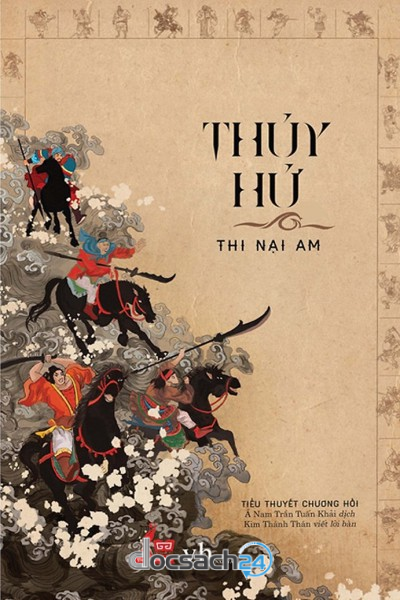 THỦY
HỬ
THI NẠI AM
TIỂU THUYẾT CHƯƠNG HỒI
Á Nam Trần Tuấn Khải dịch
Kim Thánh Thán viết lời bàn
docsach24